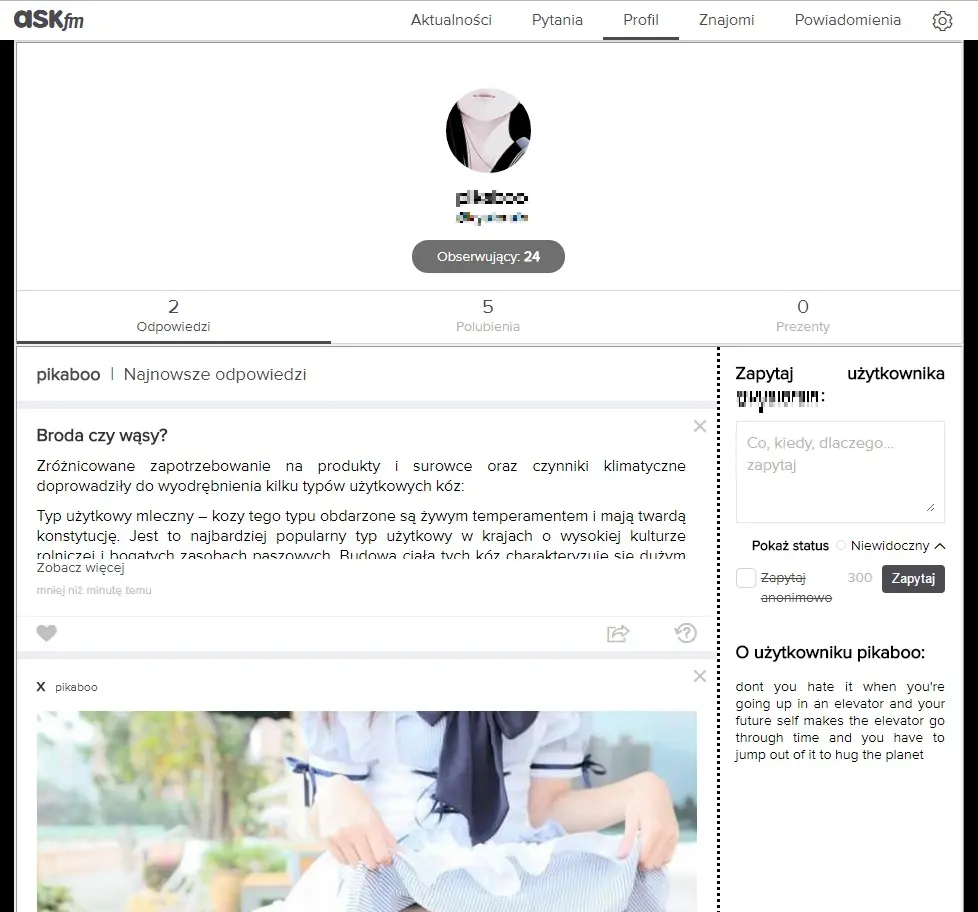 ASKfm
Aktualności Pytania Profil Znajomi Powiadomienia
pikaboo
Obserwujący: 24
2 5 0
Odpowiedzi Polubienia Prezenty
pikaboo | Najnowsze odpowiedzi
Broda czy wąsy?
Zróżnicowane zapotrzebowanie na produkty i surowce oraz czynniki klimatyczne
doprowadziły do wyodrębnienia kilku typów użytkowych kóz:
Typ użytkowy mleczny – kozy tego typu obdarzone są żywym temperamentem i mają twardą
konstytucję. Jest to najbardziej popularny typ użytkowy w krajach o wysokiej kulturze
rolniczej i bogatych zasobach paszowych. Budowa ciała tych kóz charakteryzuje się dużym
Zobacz więcej
mniej niż minutę temu
X pikaboo
Zapytaj użytkownika
Co, kiedy, dlaczego...
zapytaj
Pokaż status Niewidoczny
Zapytaj 300 Zapytaj
anonimowo
O użytkowniku pikaboo:
dont you hate it when you're
going up in an elevator and your
future self makes the elevator go
through time and you have to
jump out of it to hug the planet